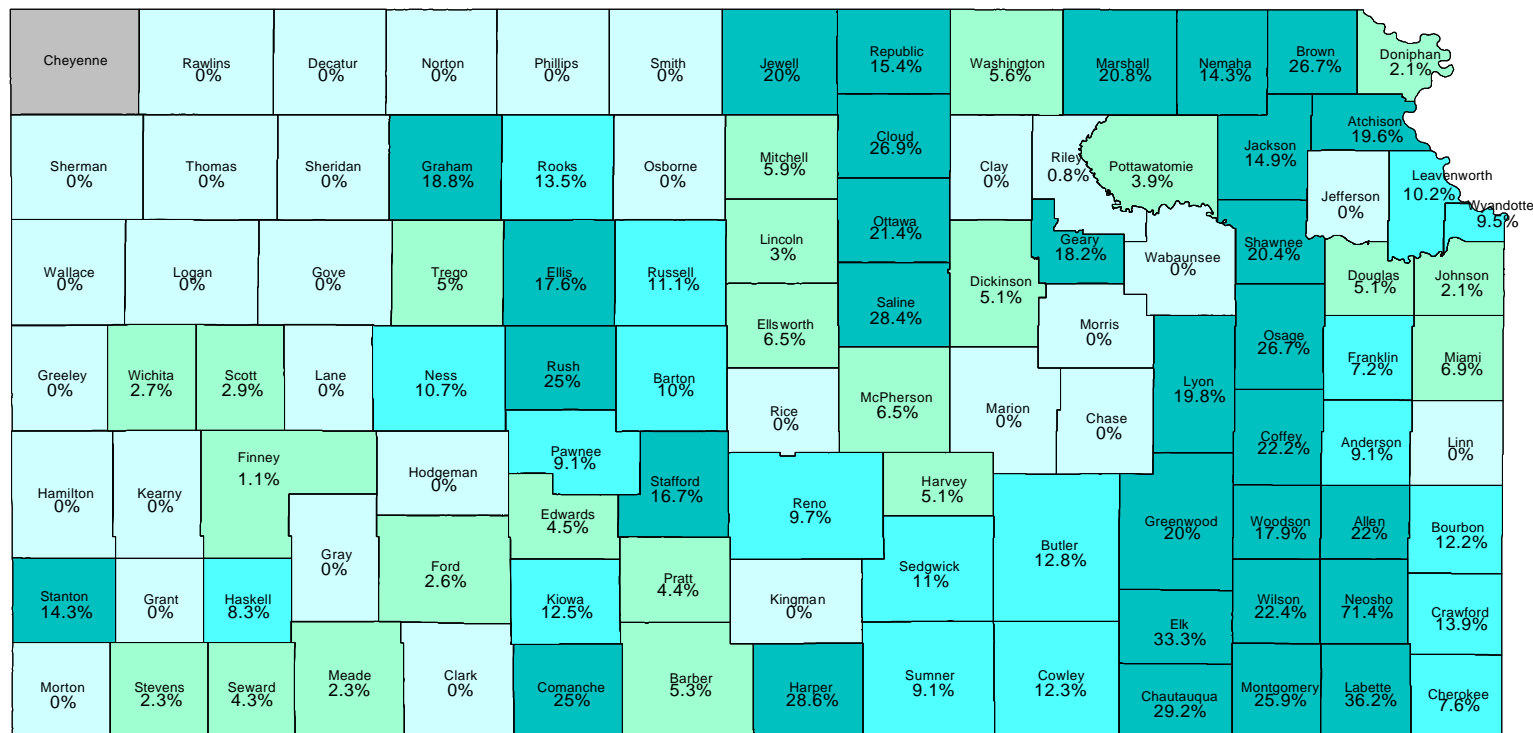 Cheyenne
Rawlins
0%
Decatur
0%
Norton
0%
Phillips
0%
Smith
0%
Jewell
20%
Republic
15.4%
Washington
5.6%
Marshall
20.8%
Nemaha
14.3%
Brown
26.7%
Doniphan
2.1%
Sherman
0%
Thomas
0%
Sheridan
0%
Graham
18.8%
Rooks
13.5%
Osborne
0%
Mitchell
5.9%
Cloud
26.9%
Clay
0%
Riley
0.8%
Pottawatomie
3.9%
Jackson
14.9%
Atchison
19.6%
Jefferson
0%
Leavenworth
10.2%
Wyandotte
9.5%
Wallace
0%
Logan
0%
Gove
0%
Trego
5%
Ellis
17.6%
Russell
11.1%
Lincoln
3%
Ottawa
21.4%
Saline
28.4%
Dickinson
5.1%
Geary
18.2%
Wabaunsee
0%
Shawnee
20.4%
Douglas
5.1%
Johnson
2.1%
Greeley
0%
Wichita
2.7%
Scott
2.9%
Lane
0%
Ness
10.7%
Rush
25%
Barton
10%
Ellsworth
6.5%
Rice
0%
McPherson
6.5%
Marion
0%
Morris
0%
Chase
0%
Lyon
19.8%
Osage
26.7%
Franklin
7.2%
Miami
6.9%
Hamilton
0%
Kearny
0%
Finney
1.1%
Hodgeman
0%
Pawnee
9.1%
Stafford
16.7%
Reno
9.7%
Harvey
5.1%
Coffey
22.2%
Anderson
9.1%
Linn
0%
Gray
0%
Ford
2.6%
Edwards
4.5%
Pratt
4.4%
Kingman
0%
Sedgwick
11%
Butler
12.8%
Greenwood
20%
Woodson
17.9%
Allen
22%
Bourbon
12.2%
Stanton
14.3%
Grant
0%
Haskell
8.3%
Kiowa
12.5%
Elk
33.3%
Wilson
22.4%
Neosho
71.4%
Crawford
13.9%
Morton
0%
Stevens
2.3%
Seward
4.3%
Meade
2.3%
Clark
0%
Comanche
25%
Barber
5.3%
Harper
28.6%
Sumner
9.1%
Cowley
12.3%
Chautauqua
29.2%
Montgomery
25.9%
Labette
36.2%
Cherokee
7.6%